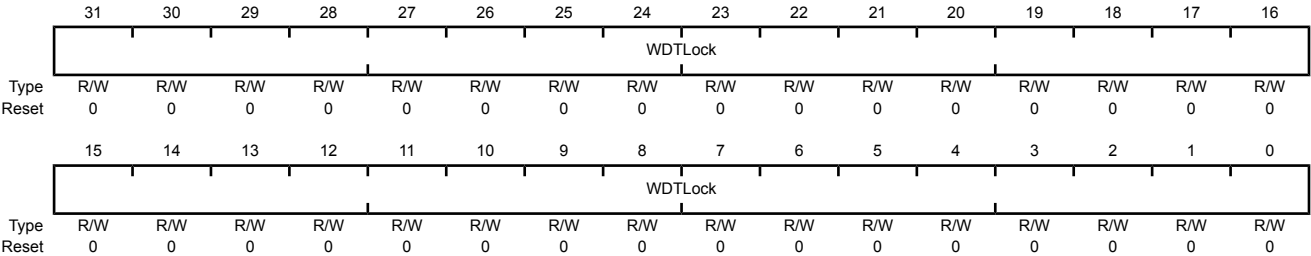 31 30 29 28 27 26 25 24 23 22 21 20 19 18 17 16
WDTLock
Type R/W R/W R/W R/W R/W R/W R/W R/W R/W R/W R/W R/W R/W R/W R/W R/W
Reset 0 0 0 0 0 0 0 0 0 0 0 0 0 0 0 0
15 14 13 12 11 10 9 8 7 6 5 4 3 2 1 0
WDTLock
Type R/W R/W R/W R/W R/W R/W R/W R/W R/W R/W R/W R/W R/W R/W R/W R/W
Reset 0 0 0 0 0 0 0 0 0 0 0 0 0 0 0 0